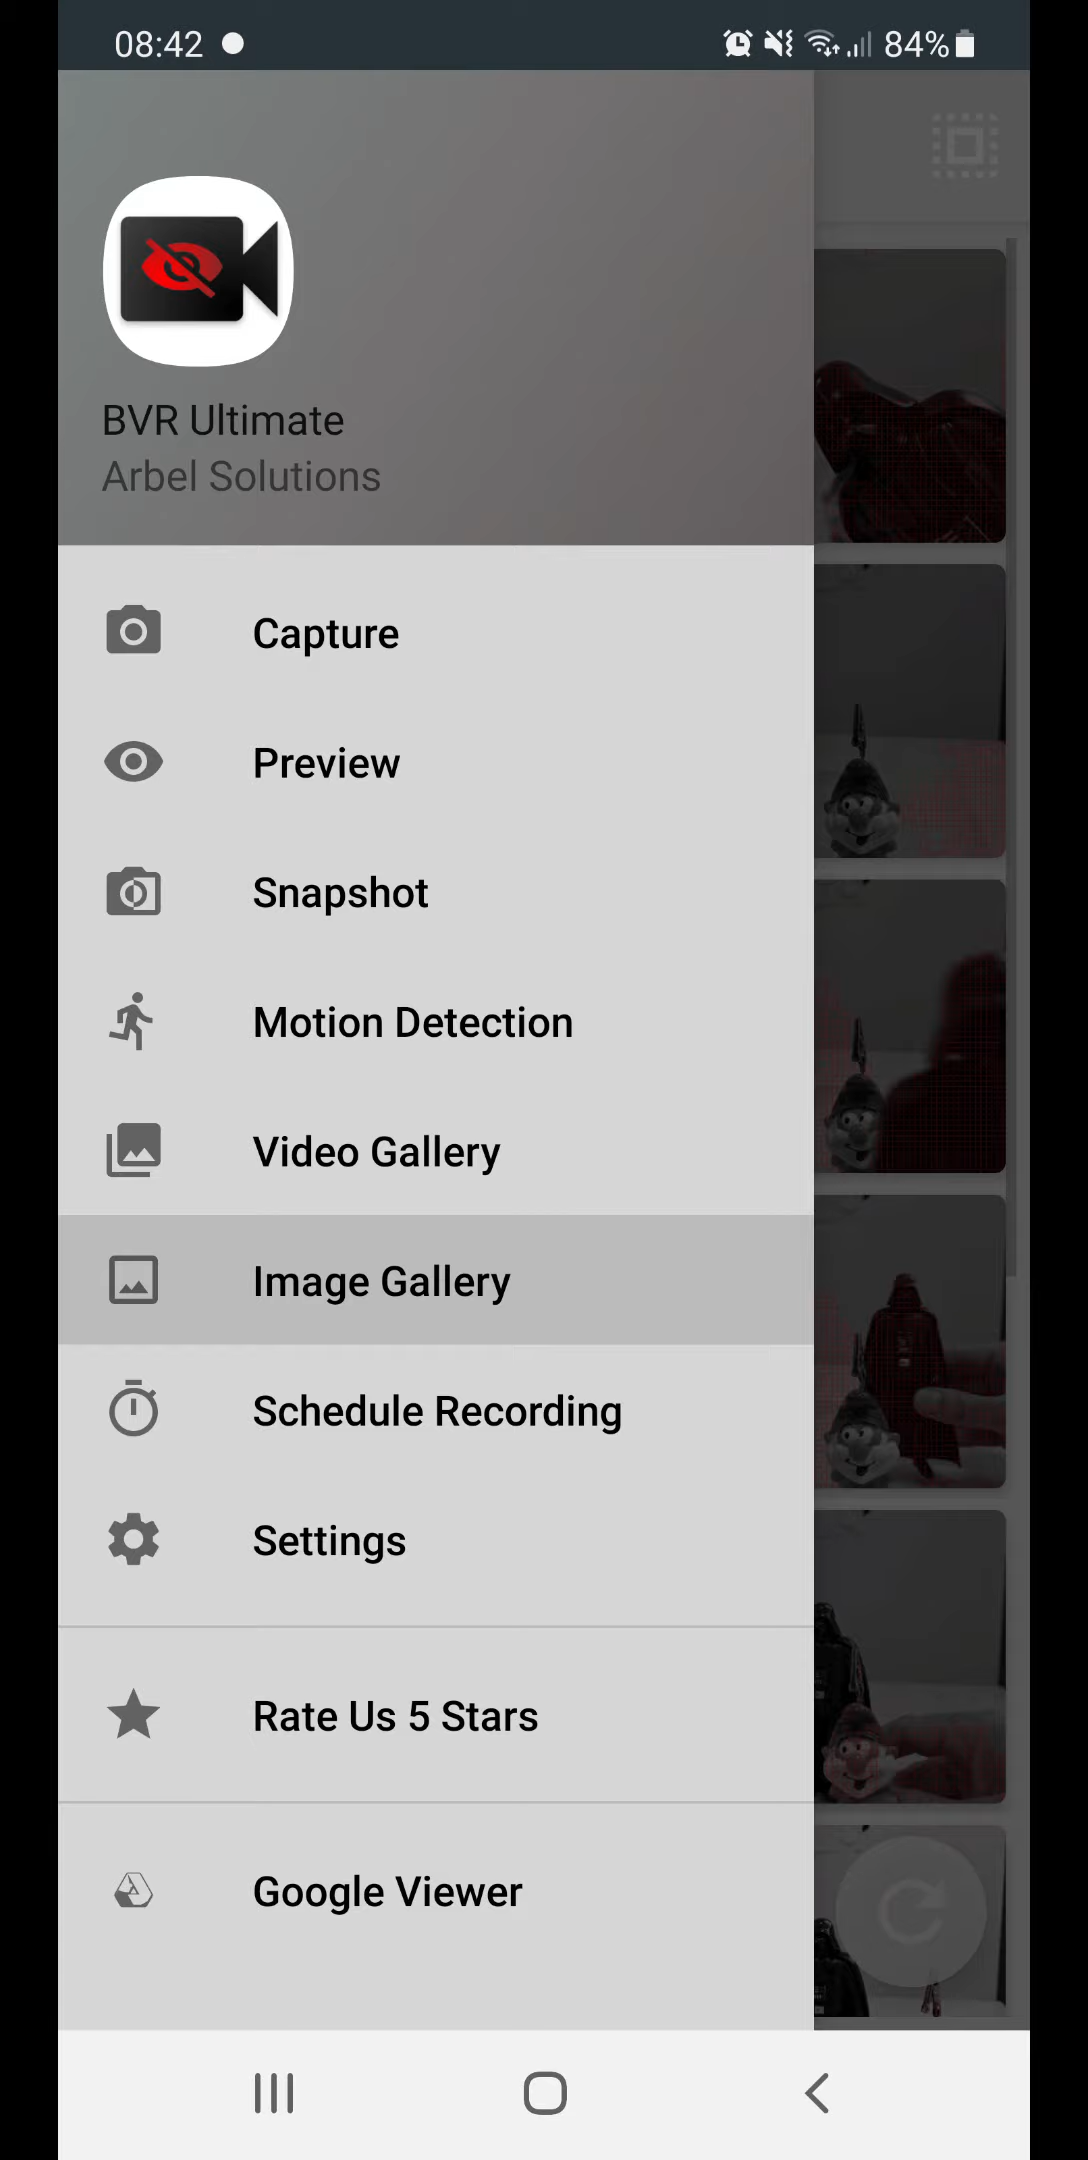 08:42
84%
BVR Ultimate
Arbel Solutions
Capture
Preview
Snapshot
Motion Detection
Video Gallery
Image Gallery
Schedule Recording
Settings
Rate Us 5 Stars
Google Viewer